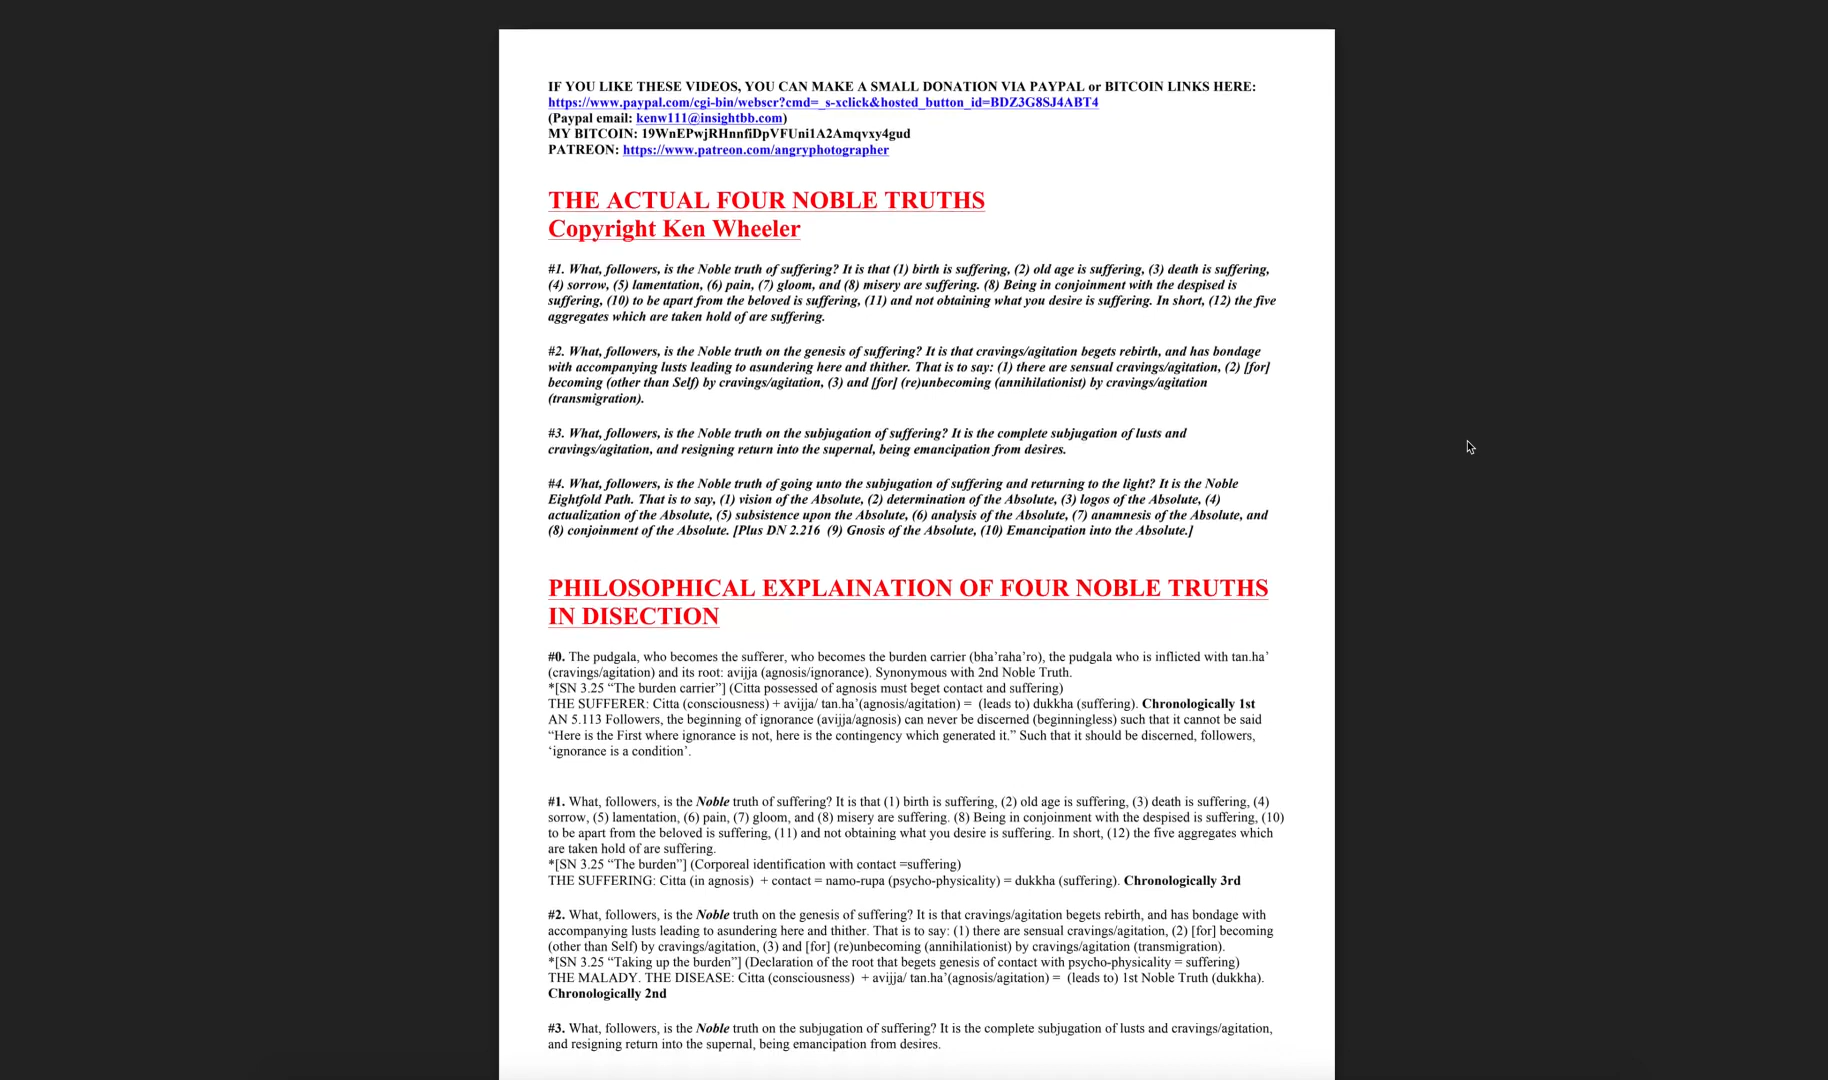 IF YOU LIKE THESE VIDEOS, YOU CAN MAKE A SMALL DONATION VIA PAYPAL or BITCOIN LINKS HERE:
https://www.paypal.com/cgi-bin/webscr?cmd=_s-xclick&hosted_button_id=BDZ3G8SJ4ABT4
(Paypal email: kenw111@insightbb.com)
MY BITCOIN: 19WnEPwjRHnnfiDpVFUni1A2Amqvxy4gud
PATREON: https://www.patreon.com/angryphotographer
THE ACTUAL FOUR NOBLE TRUTHS
Copyright Ken Wheeler
#1. What, followers, is the Noble truth of suffering? It is that (1) birth is suffering, (2) old age is suffering, (3) death is suffering,
(4) sorrow, (5) lamentation, (6) pain, (7) gloom, and (8) misery are suffering. (8) Being in conjoinment with the despised is
suffering, (10) to be apart from the beloved is suffering, (11) and not obtaining what you desire is suffering. In short, (12) the five
aggregates which are taken hold of are suffering.
#2. What, followers, is the Noble truth on the genesis of suffering? It is that cravings/agitation begets rebirth, and has bondage
with accompanying lusts leading to asundering here and thither. That is to say: (1) there are sensual cravings/agitation, (2) [for]
becoming (other than Self) by cravings/agitation, (3) and [for] (re)unbecoming (annihilationist) by cravings/agitation
(transmigration).
#3. What, followers, is the Noble truth on the subjugation of suffering? It is the complete subjugation of lusts and
cravings/agitation, and resigning return into the supernal, being emancipation from desires.
#4. What, followers, is the Noble truth of going unto the subjugation of suffering and returning to the light? It is the Noble
Eightfold Path. That is to say, (1) vision of the Absolute, (2) determination of the Absolute, (3) logos of the Absolute, (4)
actualization of the Absolute, (5) subsistence upon the Absolute, (6) analysis of the Absolute, (7) anamnesis of the Absolute, and
(8) conjoinment of the Absolute. [Plus DN 2.216 (9) Gnosis of the Absolute, (10) Emancipation into the Absolute.]
PHILOSOPHICAL EXPLAINATION OF FOUR NOBLE TRUTHS
IN DISECTION
#0. The pudgala, who becomes the sufferer, who becomes the burden carrier (bha’raha’ro), the pudgala who is inflicted with tan.ha’
(cravings/agitation) and its root: avijja (agnosis/ignorance). Synonymous with 2nd Noble Truth.
*[SN 3.25 “The burden carrier”] (Citta possessed of agnosis must beget contact and suffering)
THE SUFFERER: Citta (consciousness) + avijja/ tan.ha’(agnosis/agitation) = (leads to) dukkha (suffering). Chronologically 1st
AN 5.113 Followers, the beginning of ignorance (avijja/agnosis) can never be discerned (beginningless) such that it cannot be said
“Here is the First where ignorance is not, here is the contingency which generated it.” Such that it should be discerned, followers,
‘ignorance is a condition’.
#1. What, followers, is the Noble truth of suffering? It is that (1) birth is suffering, (2) old age is suffering, (3) death is suffering, (4)
sorrow, (5) lamentation, (6) pain, (7) gloom, and (8) misery are suffering. (8) Being in conjoinment with the despised is suffering, (10)
to be apart from the beloved is suffering, (11) and not obtaining what you desire is suffering. In short, (12) the five aggregates which
are taken hold of are suffering.
*[SN 3.25 “The burden”] (Corporeal identification with contact =suffering)
THE SUFFERING: Citta (in agnosis) + contact = namo-rupa (psycho-physicality) = dukkha (suffering). Chronologically 3rd
#2. What, followers, is the Noble truth on the genesis of suffering? It is that cravings/agitation begets rebirth, and has bondage with
accompanying lusts leading to asundering here and thither. That is to say: (1) there are sensual cravings/agitation, (2) [for] becoming
(other than Self) by cravings/agitation, (3) and [for] (re)unbecoming (annihilationist) by cravings/agitation (transmigration).
*[SN 3.25 “Taking up the burden”] (Declaration of the root that begets genesis of contact with psycho-physicality = suffering)
THE MALADY. THE DISEASE: Citta (consciousness) + avijja/ tan.ha’(agnosis/agitation) = (leads to) 1st Noble Truth (dukkha).
Chronologically 2nd
#3. What, followers, is the Noble truth on the subjugation of suffering? It is the complete subjugation of lusts and cravings/agitation,
and resigning return into the supernal, being emancipation from desires.